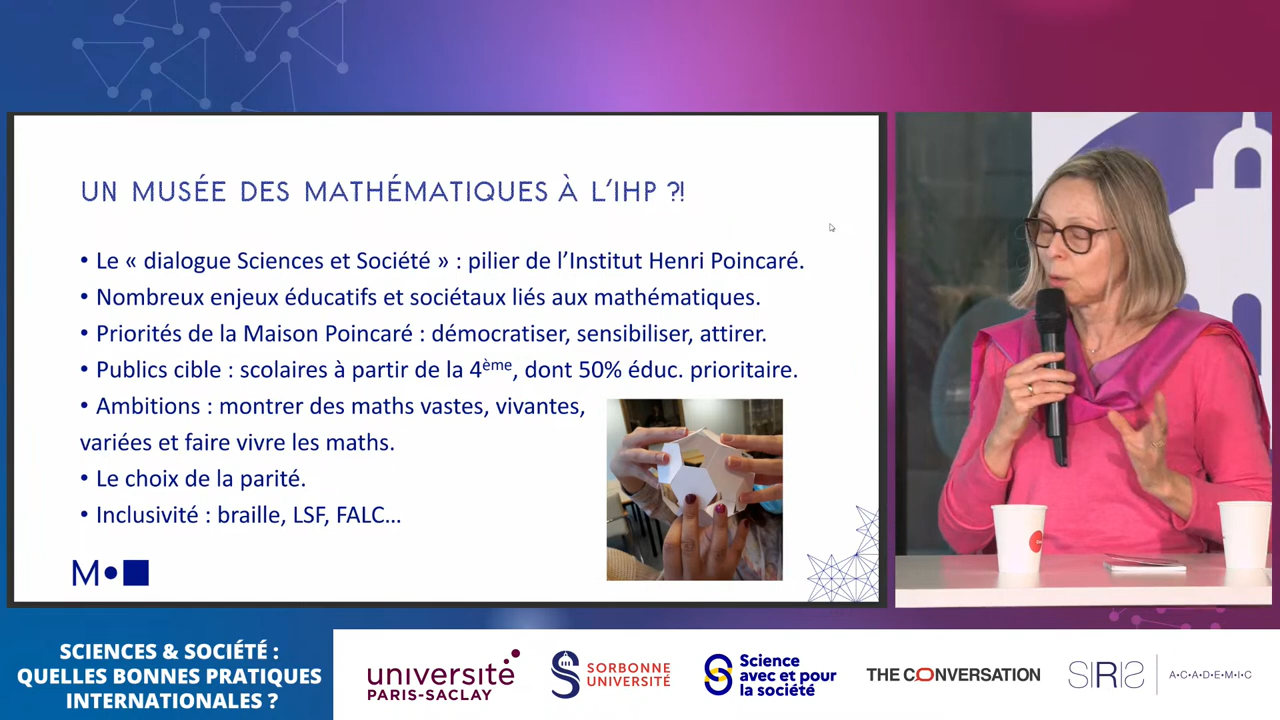 UN MUSÉE DES MATHÉMATIQUES À L'IHP ?!
• Le « dialogue Sciences et Société » : pilier de l'Institut Henri Poincaré.
• Nombreux enjeux éducatifs et sociétaux liés aux mathématiques.
• Priorités de la Maison Poincaré : démocratiser, sensibiliser, attirer.
• Publics cible : scolaires à partir de la 4ème, dont 50% éduc. prioritaire.
• Ambitions : montrer des maths vastes, vivantes,
variées et faire vivre les maths.
• Le choix de la parité.
• Inclusivité : braille, LSF, FALC...
M
SCIENCES & SOCIÉTÉ :
QUELLES BONNES PRATIQUES
INTERNATIONALES ?
université
PARIS-SACLAY
SORBONNE
UNIVERSITÉ
Science
avec et pour
la société
THE CONVERSATION
SIRIS
A•C•A•D•E•M•I•C